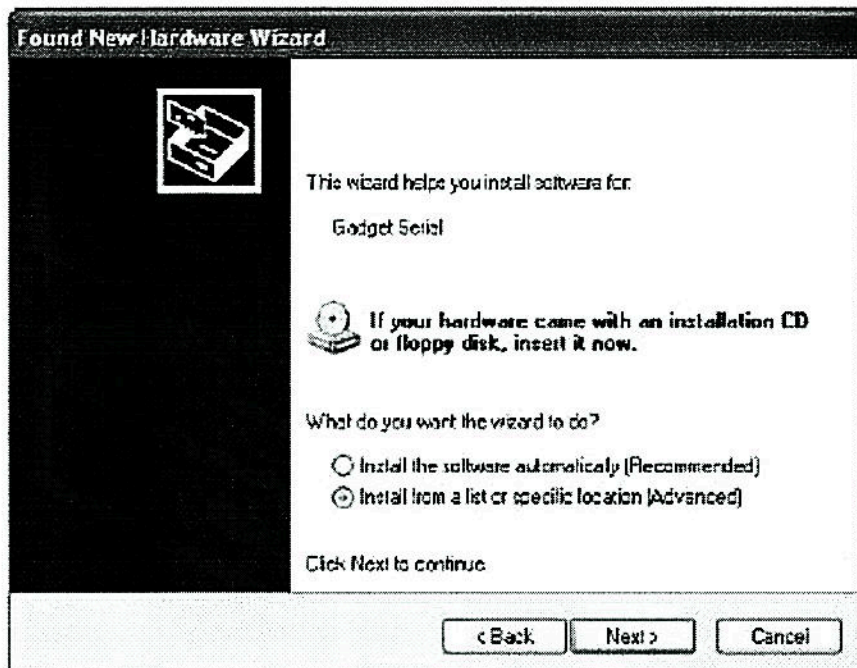 Found New Hardware Wizard
This wizard helps you install software for:
Gadget Serial
If your hardware came with an installation CD
or floppy disk, insert it now.
What do you want the wizard to do?
Install the software automatically (Recommended)
Install from a list or specific location (Advanced)
Click Next to continue
< Back
Next >
Cancel